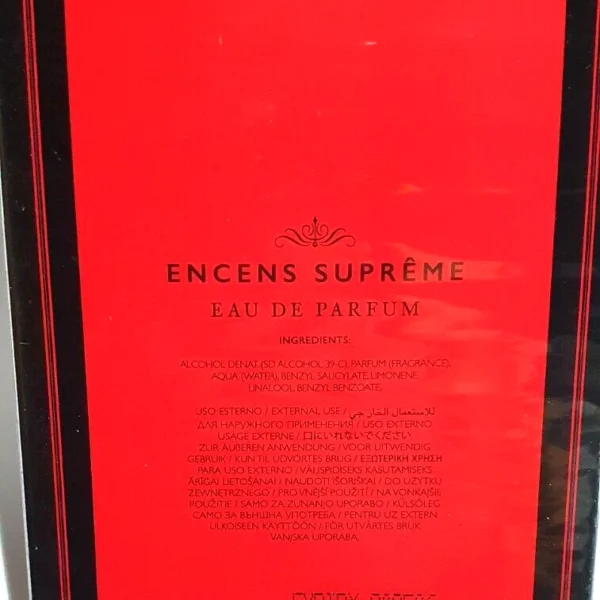 ENCENS SUPRÊME
EAU DE PARFUM
INGREDIENTS:
ALCOHOL DENAT. (SD ALCOHOL 39-C), PARFUM (FRAGRANCE),
AQUA (WATER), BENZYL SALICYLATE, LIMONENE,
LINALOOL, BENZYL BENZOATE.
USO ESTERNO / EXTERNAL USE / للاستعمال الخارجي
ДЛЯ НАРУЖНОГО ПРИМЕНЕНИЯ / USO EXTERNO
USAGE EXTERNE / 口にいれないでください
ZUR ÄUßEREN ANWENDUNG / VOOR UITWENDIG
GEBRUIK / KUN TIL UDVORTES BRUG / ΕΞΩΤΕΡΙΚΗ ΧΡΗΣΗ
PARA USO EXTERNO / VÄLISPIDISEKS KASUTAMISEKS
ĀRĪGAI LIETOŠANAI / NAUDOTI IŠORIŠKAI / DO UŻYTKU
ZEWNĘTRZNEGO / PRO VNĚJŠÍ POUŽITÍ / NA VONKAJŠIE
POUŽITIE / SAMO ZA ZUNANJO UPORABO / KÜLSŐLEG
САМО ЗА ВЪНШНА УПОТРЕБА / PENTRU UZ EXTERN
ULKOISEEN KÄYTTÖÖN / FÖR UTVÄRTES BRUK
VANJSKA UPORABA.